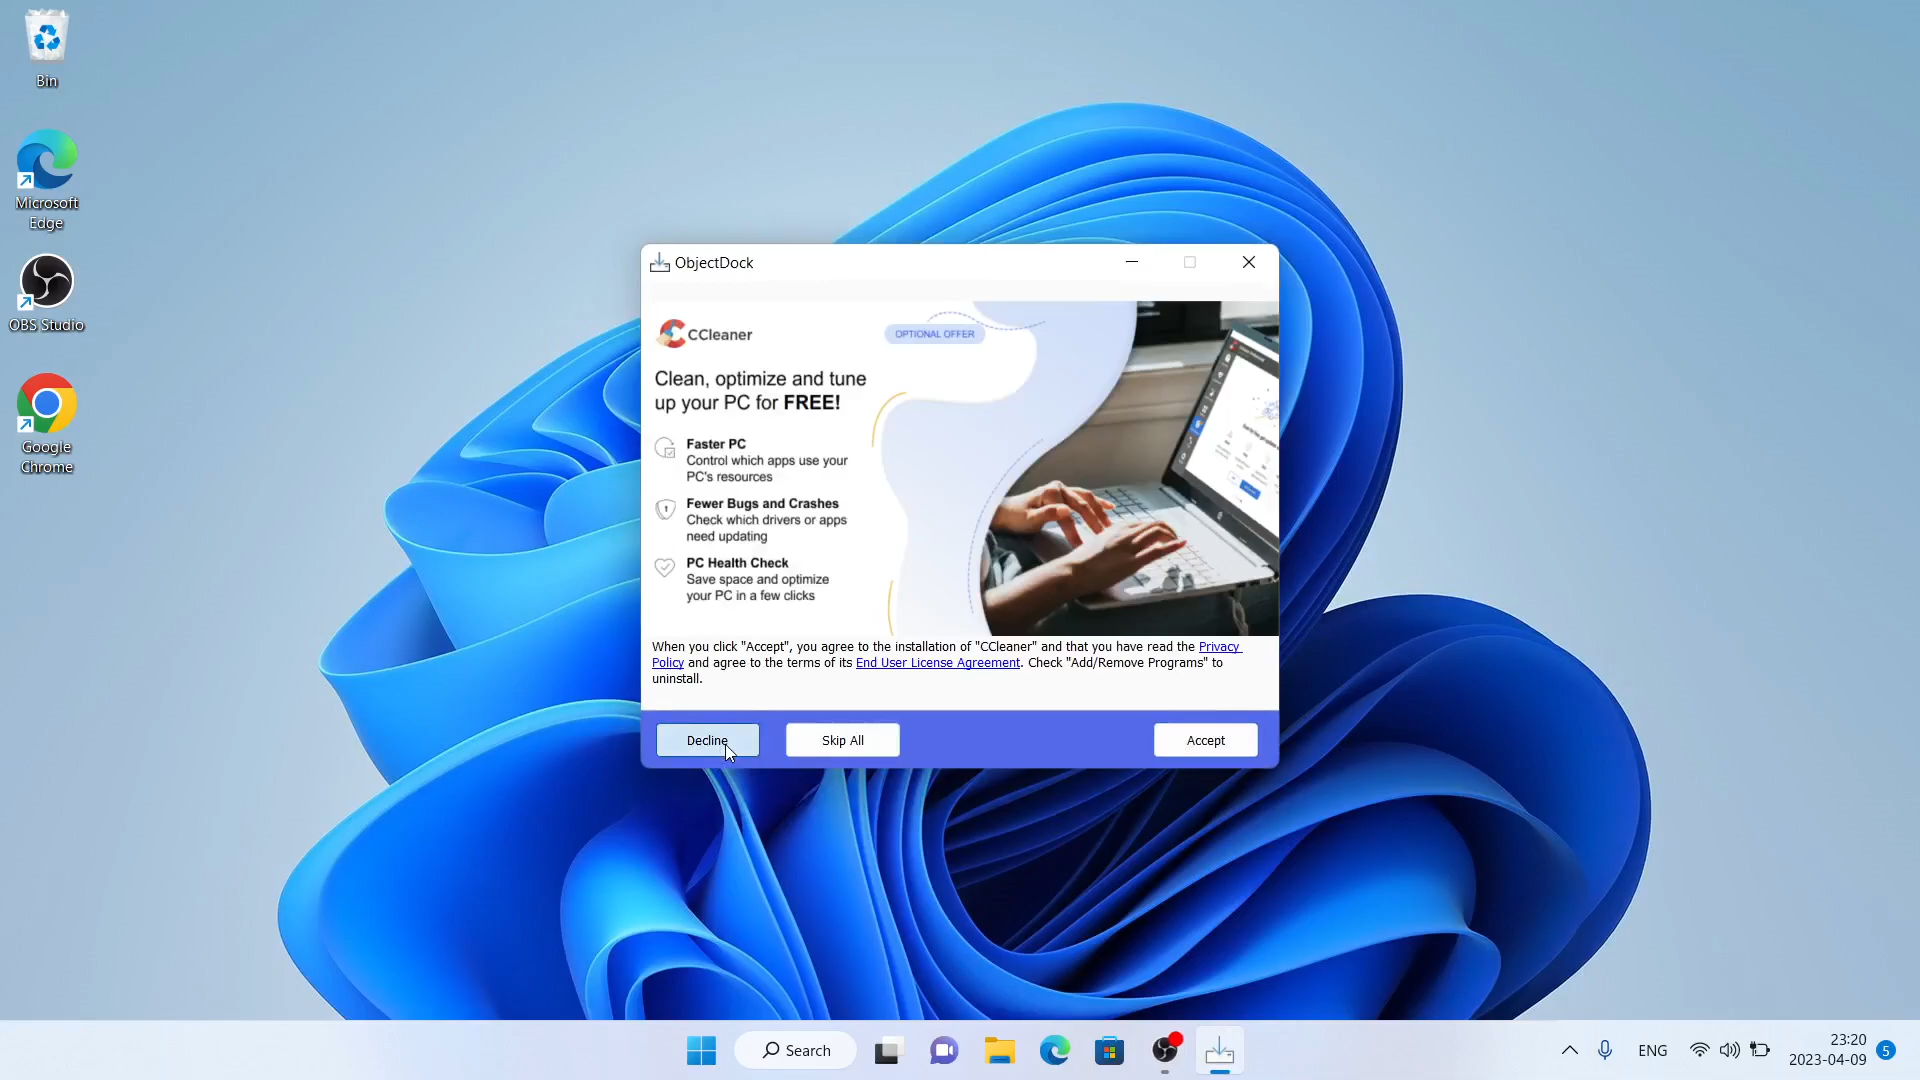 Bin
Microsoft
Edge
OBS Studio
Google
Chrome
ObjectDock
CCleaner
OPTIONAL OFFER
Clean, optimize and tune
up your PC for FREE!
Faster PC
Control which apps use your
PC's resources
Fewer Bugs and Crashes
Check which drivers or apps
need updating
PC Health Check
Save space and optimize
your PC in a few clicks
When you click "Accept", you agree to the installation of "CCleaner" and that you have read the Privacy
Policy and agree to the terms of its End User License Agreement. Check "Add/Remove Programs" to
uninstall.
Decline
Skip All
Accept
Search
ENG
23:20
2023-04-09
5